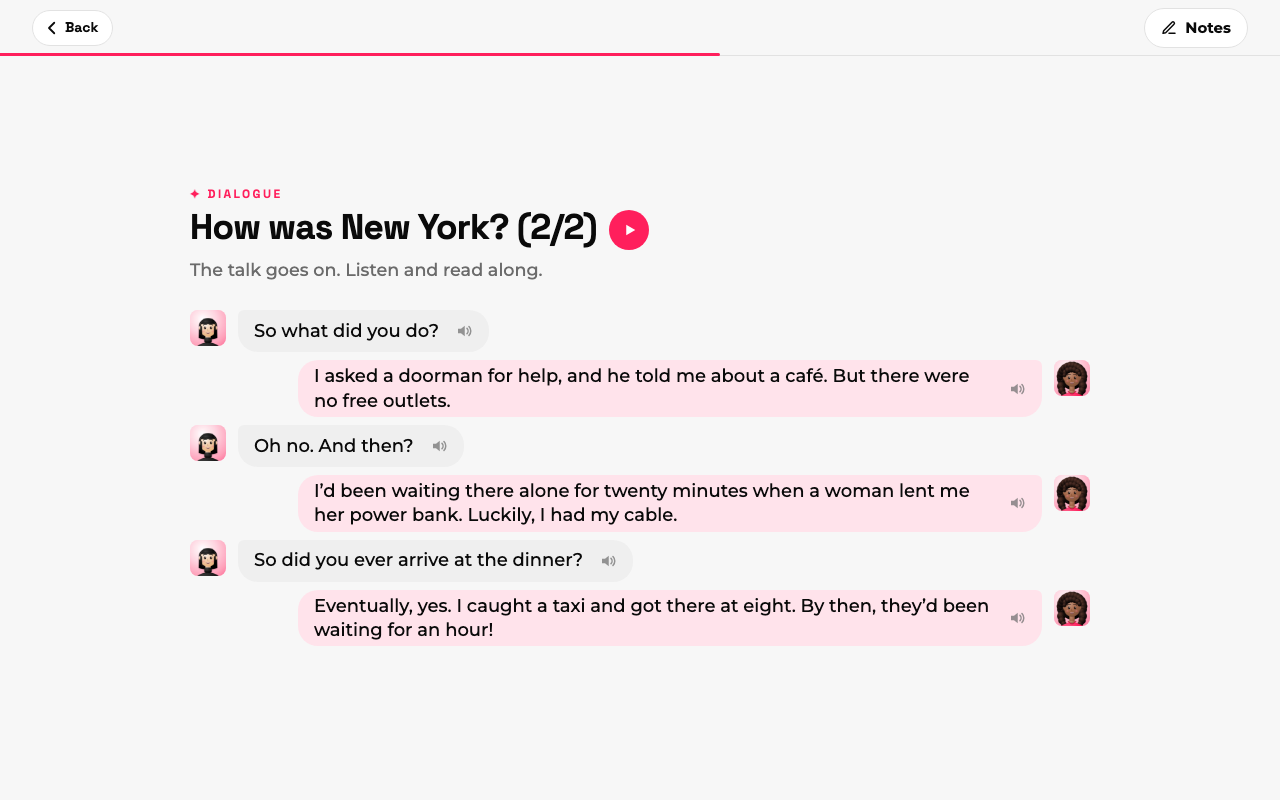 Back
Notes
DIALOGUE
How was New York? (2/2)
The talk goes on. Listen and read along.
So what did you do?
I asked a doorman for help, and he told me about a café. But there were
no free outlets.
Oh no. And then?
I’d been waiting there alone for twenty minutes when a woman lent me
her power bank. Luckily, I had my cable.
So did you ever arrive at the dinner?
Eventually, yes. I caught a taxi and got there at eight. By then, they’d been
waiting for an hour!